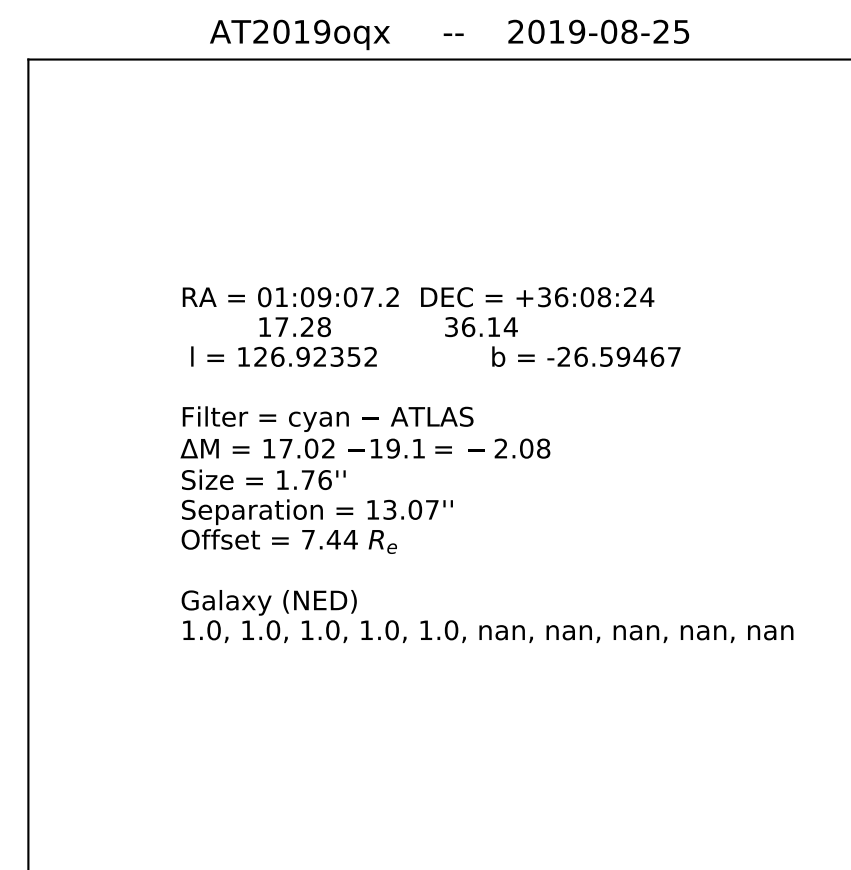 AT2019oqx -- 2019-08-25
RA = 01:09:07.2 DEC = +36:08:24
17.28 36.14
l = 126.92352 b = -26.59467
Filter = cyan − ATLAS
ΔM = 17.02 −19.1 = − 2.08
Size = 1.76''
Separation = 13.07''
Offset = 7.44 Re
Galaxy (NED)
1.0, 1.0, 1.0, 1.0, 1.0, nan, nan, nan, nan, nan